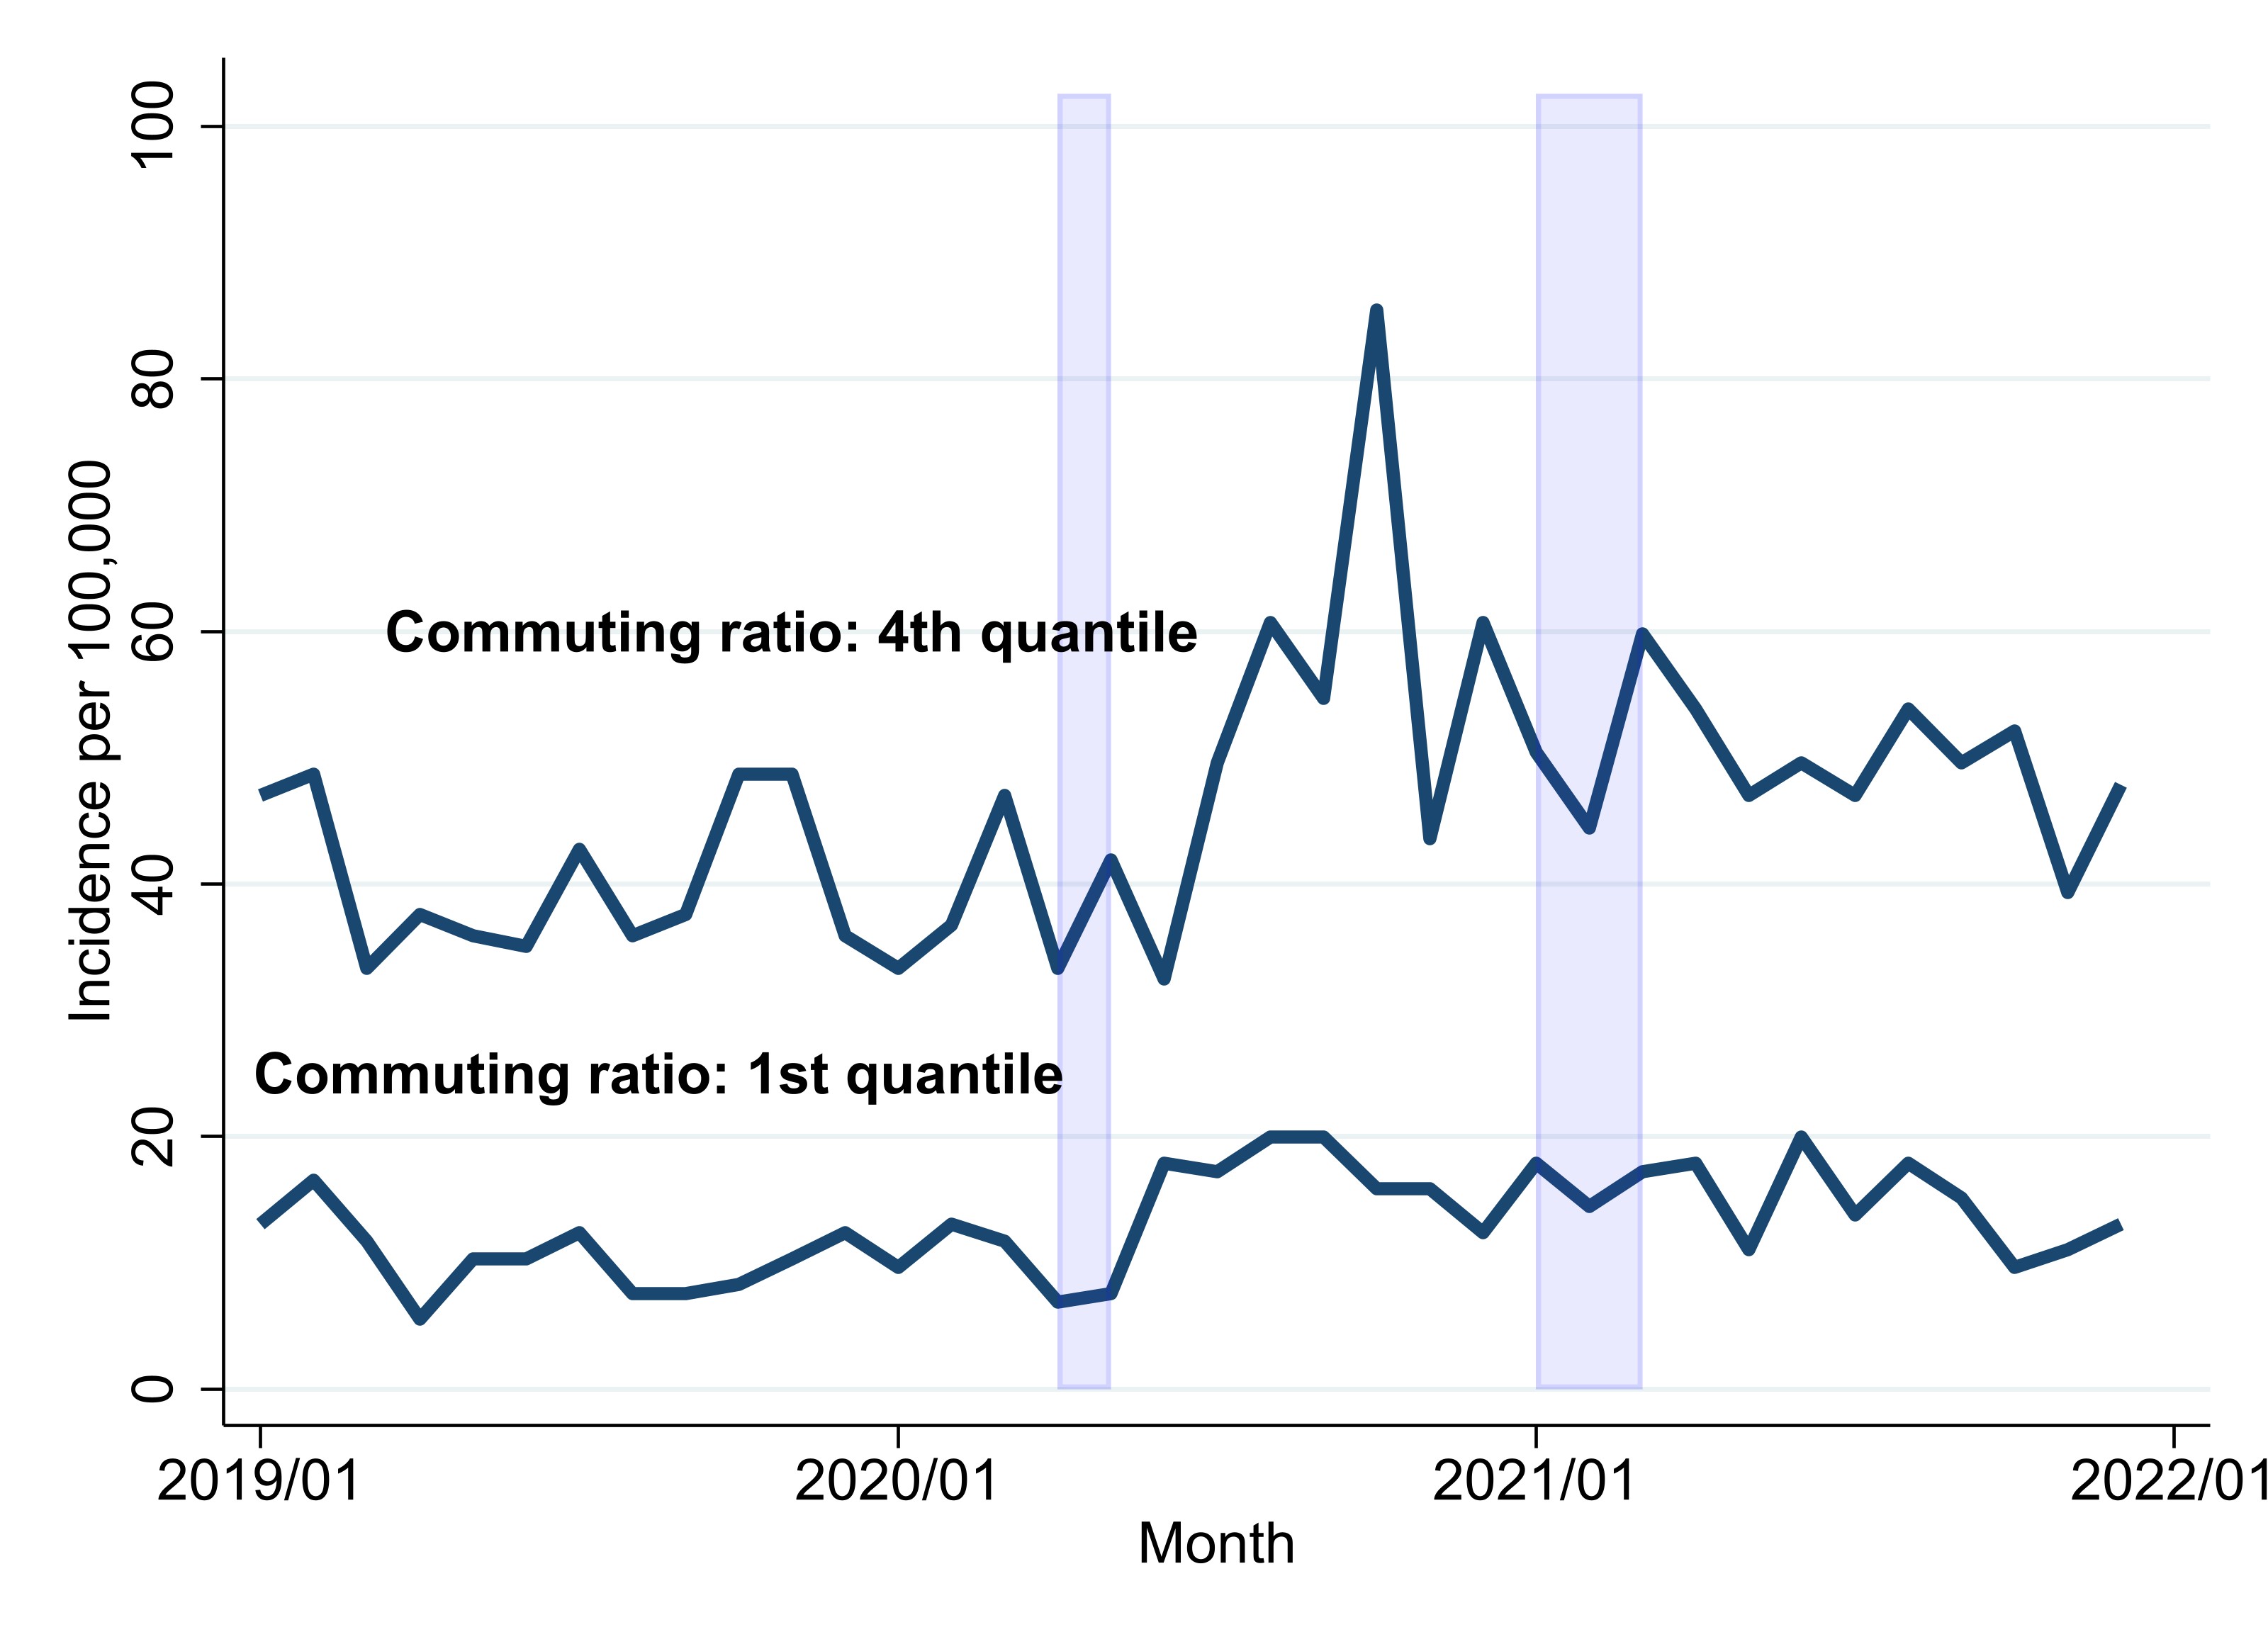 100
80
60
40
20
0
Incidence per 100,000
Commuting ratio: 4th quantile
Commuting ratio: 1st quantile
2019/01 2020/01 2021/01 2022/01
Month